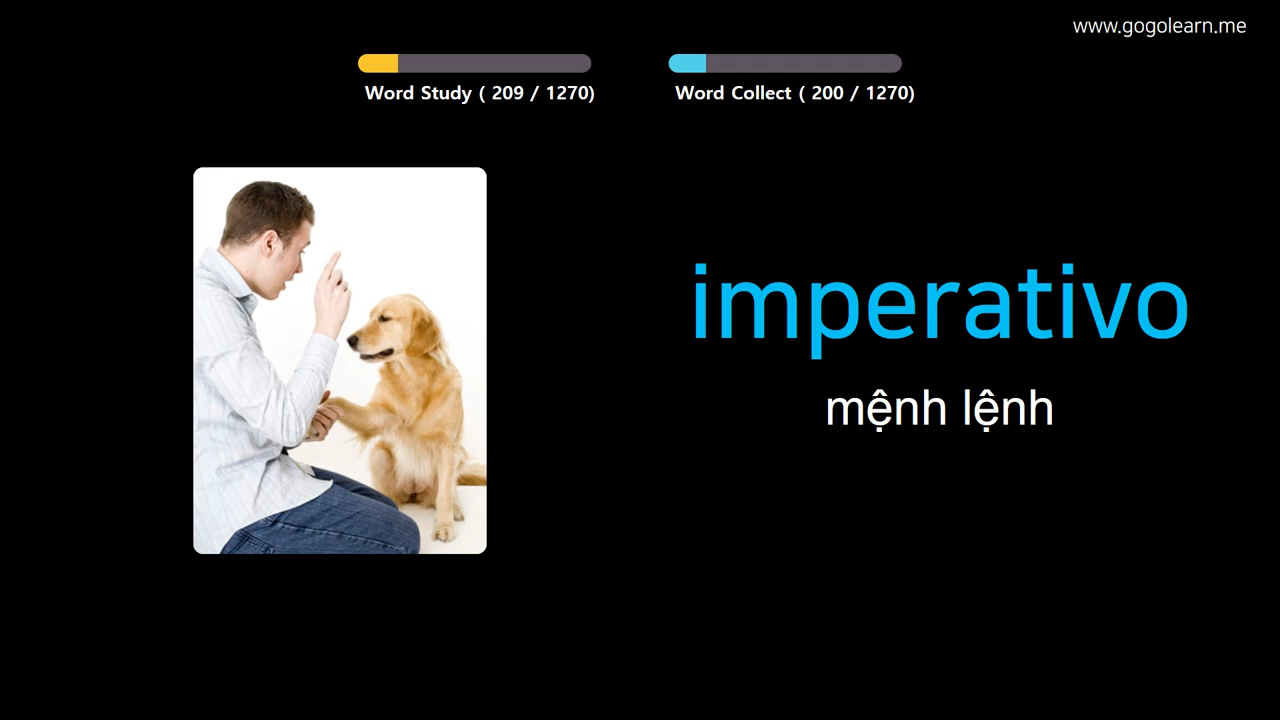 www.gogolearn.me
Word Study ( 209 / 1270)
Word Collect ( 200 / 1270)
imperativo
mệnh lệnh